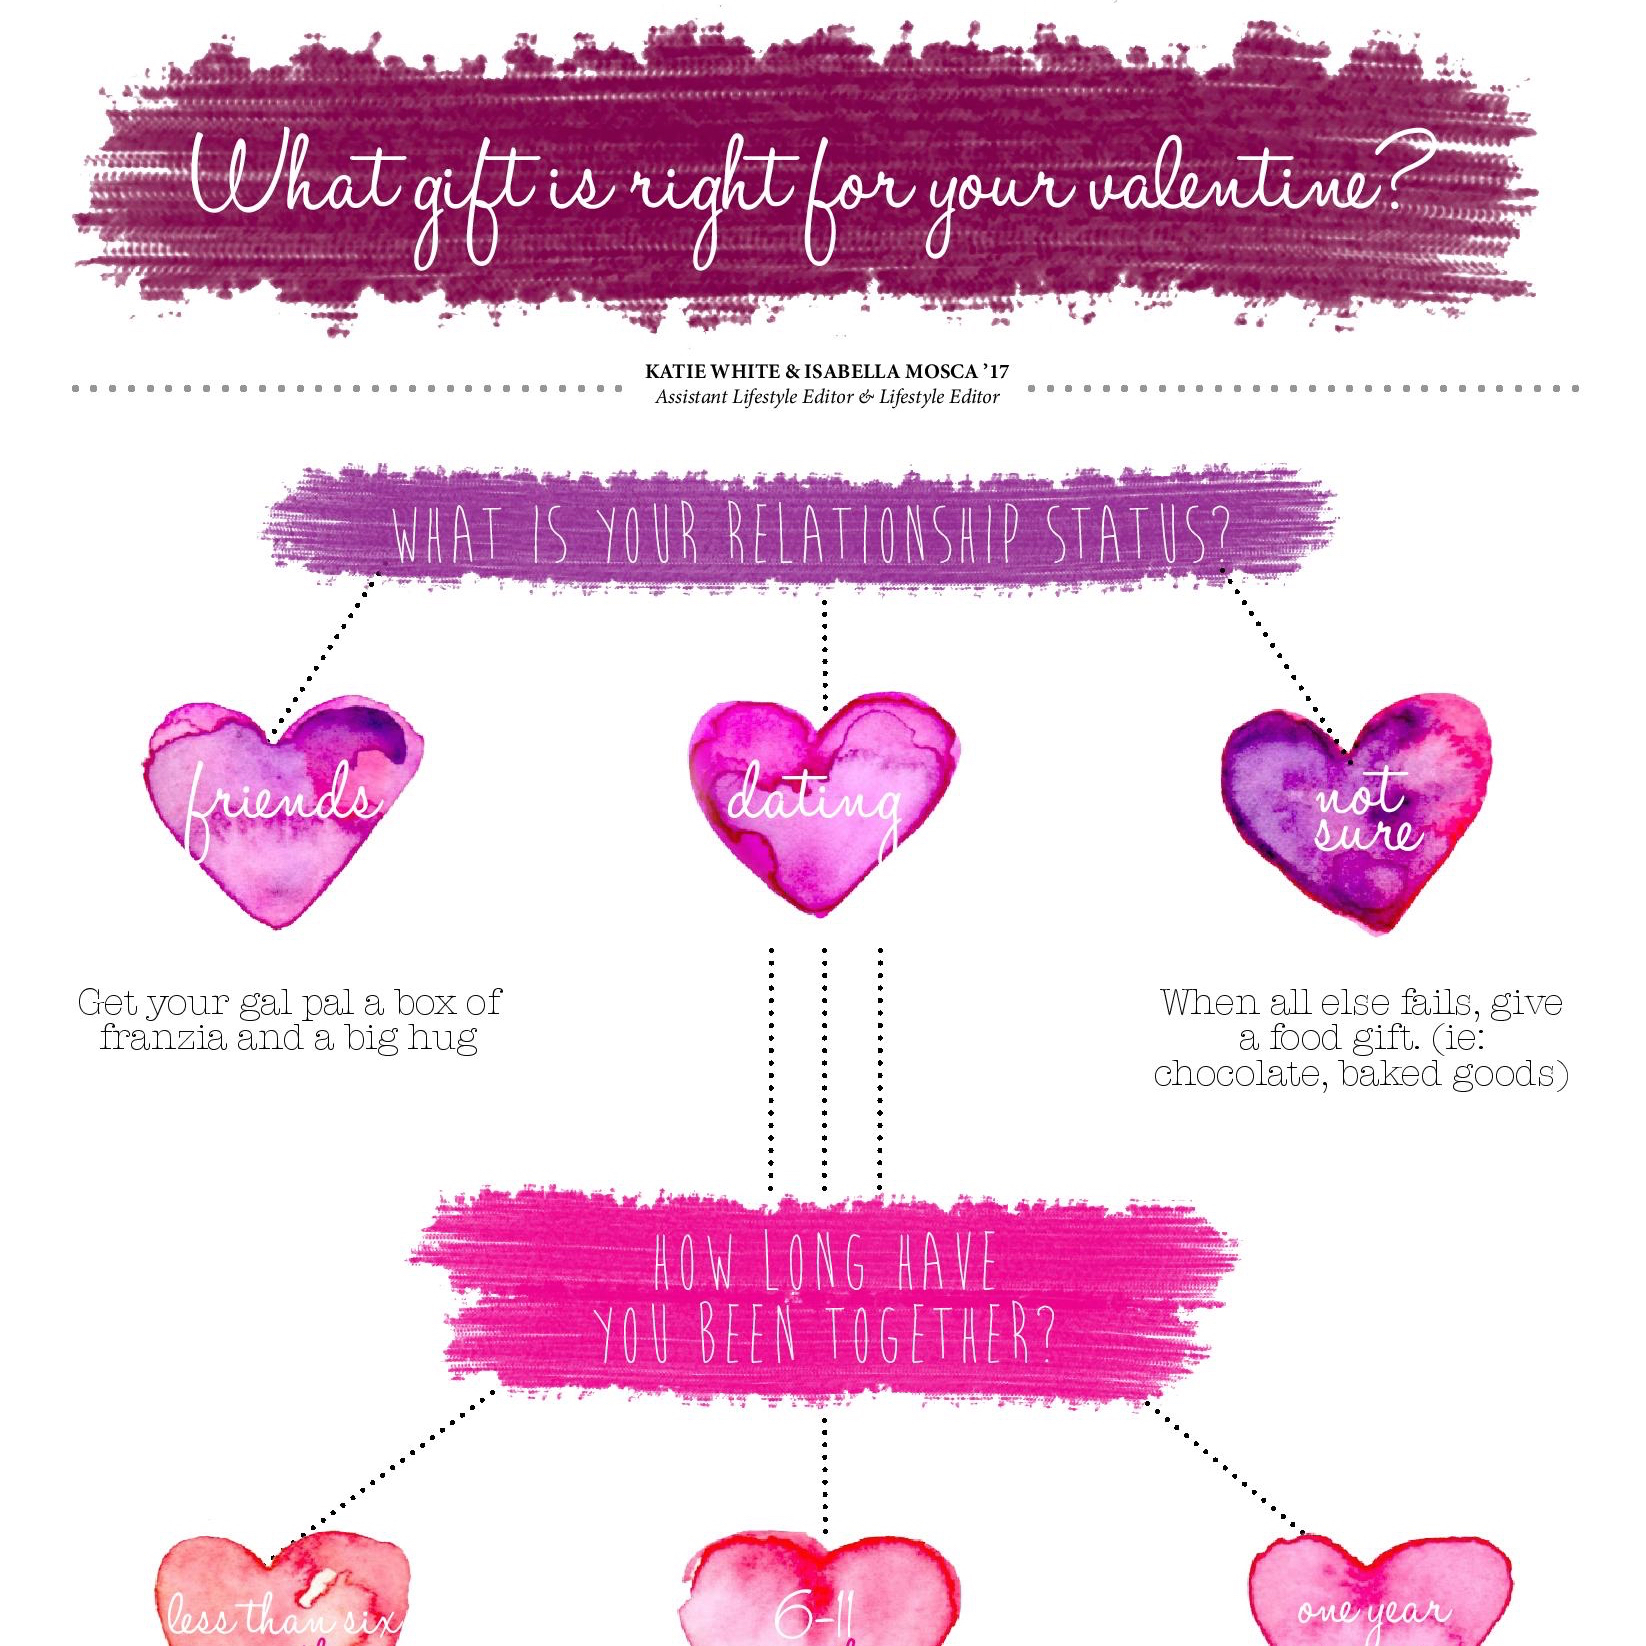 What gift is right for your valentine?
KATIE WHITE & ISABELLA MOSCA ’17
Assistant Lifestyle Editor & Lifestyle Editor
WHAT IS YOUR RELATIONSHIP STATUS?
friends
dating
not
sure
Get your gal pal a box of
franzia and a big hug
When all else fails, give
a food gift. (ie:
chocolate, baked goods)
HOW LONG HAVE
YOU BEEN TOGETHER?
less than six
6-11
one year